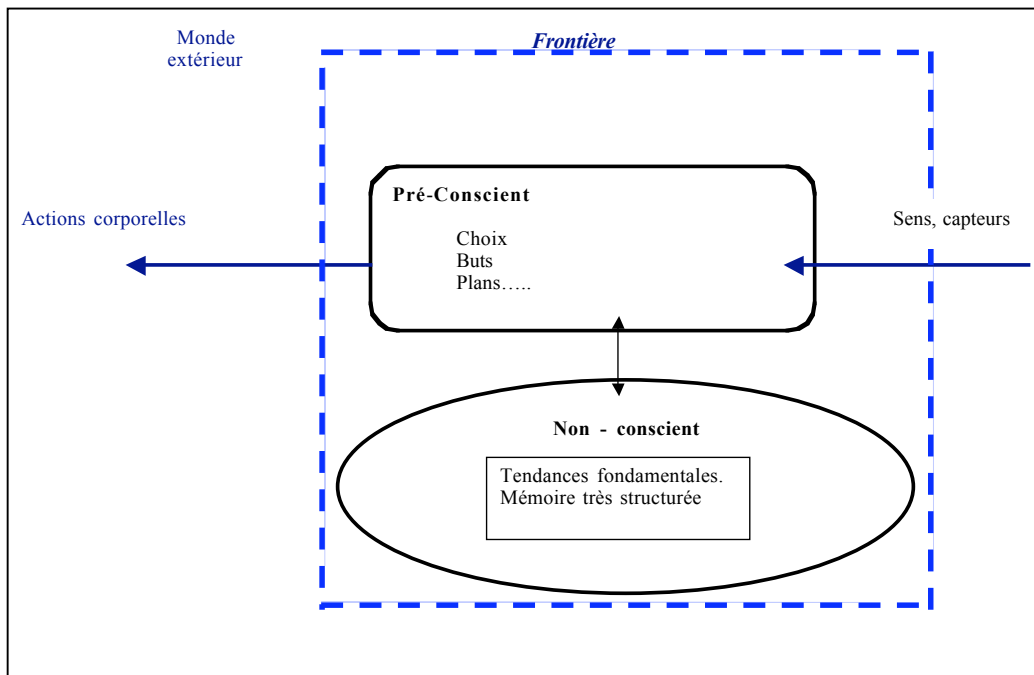 Monde
extérieur
Frontière
Pré-Conscient
Actions corporelles
Sens, capteurs
Choix
Buts
Plans…..
Non - conscient
Tendances fondamentales.
Mémoire très structurée